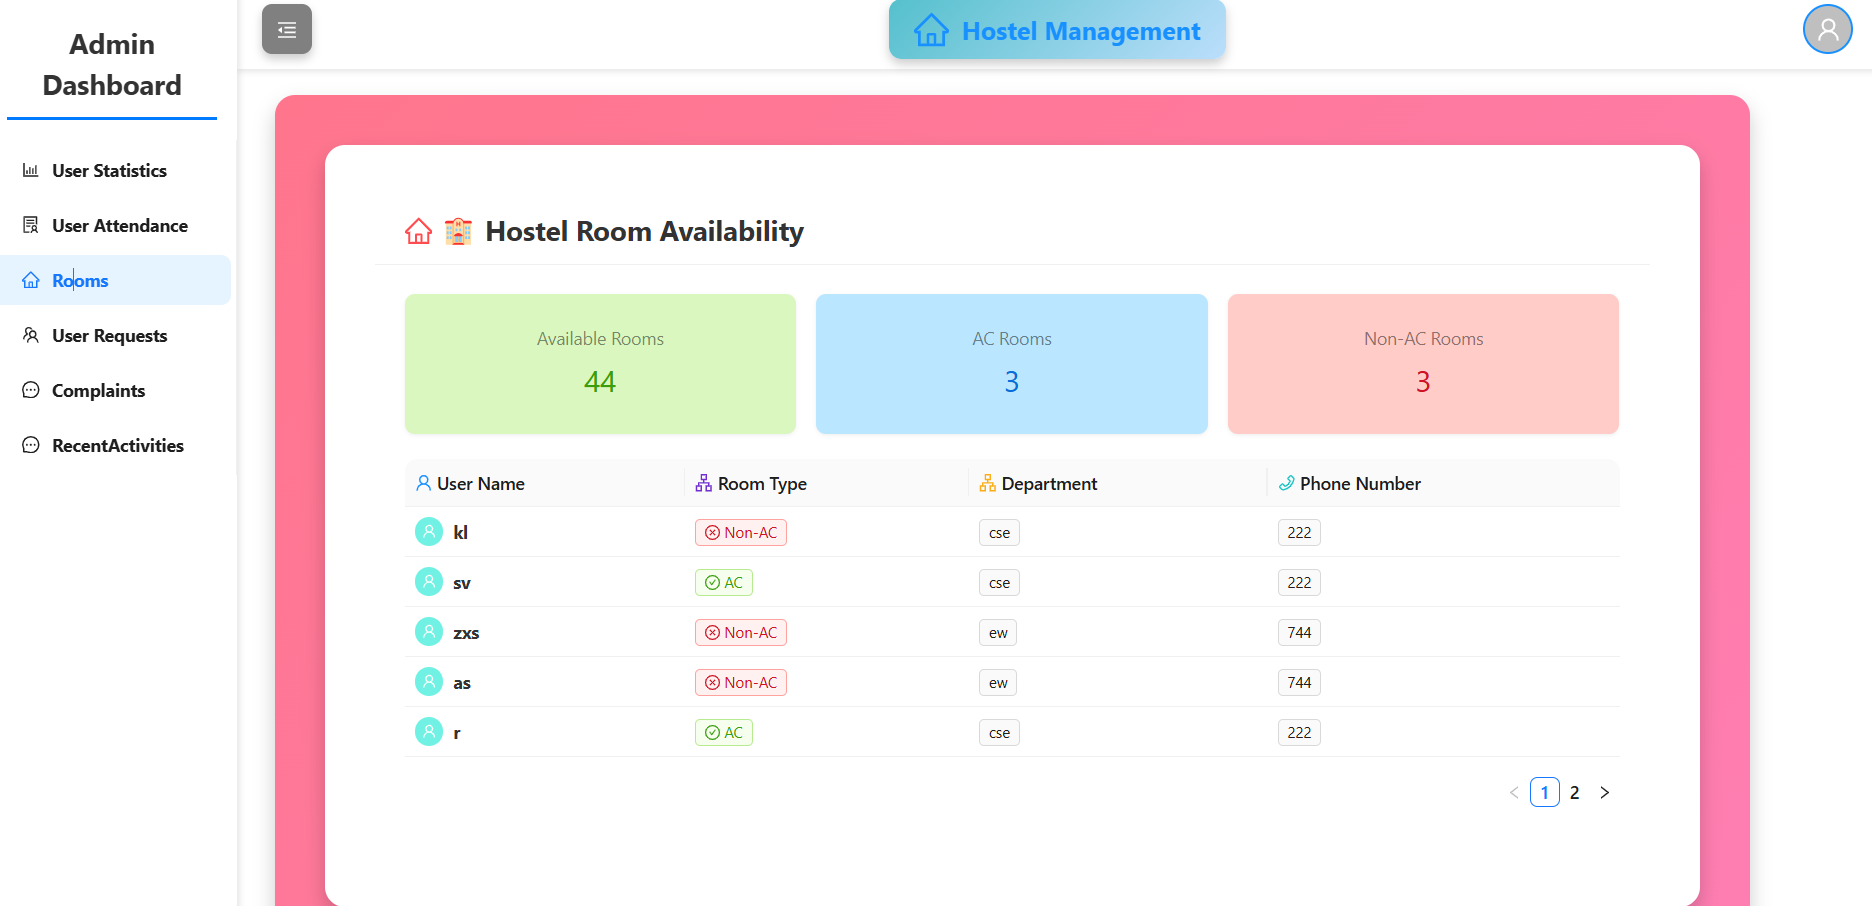 Admin
Dashboard
User Statistics
User Attendance
Rooms
User Requests
Complaints
RecentActivities
Hostel Management
Hostel Room Availability
Available Rooms
44
AC Rooms
3
Non-AC Rooms
3
User Name Room Type Department Phone Number
kl Non-AC cse 222
sv AC cse 222
zxs Non-AC ew 744
as Non-AC ew 744
r AC cse 222
< 1 2 >